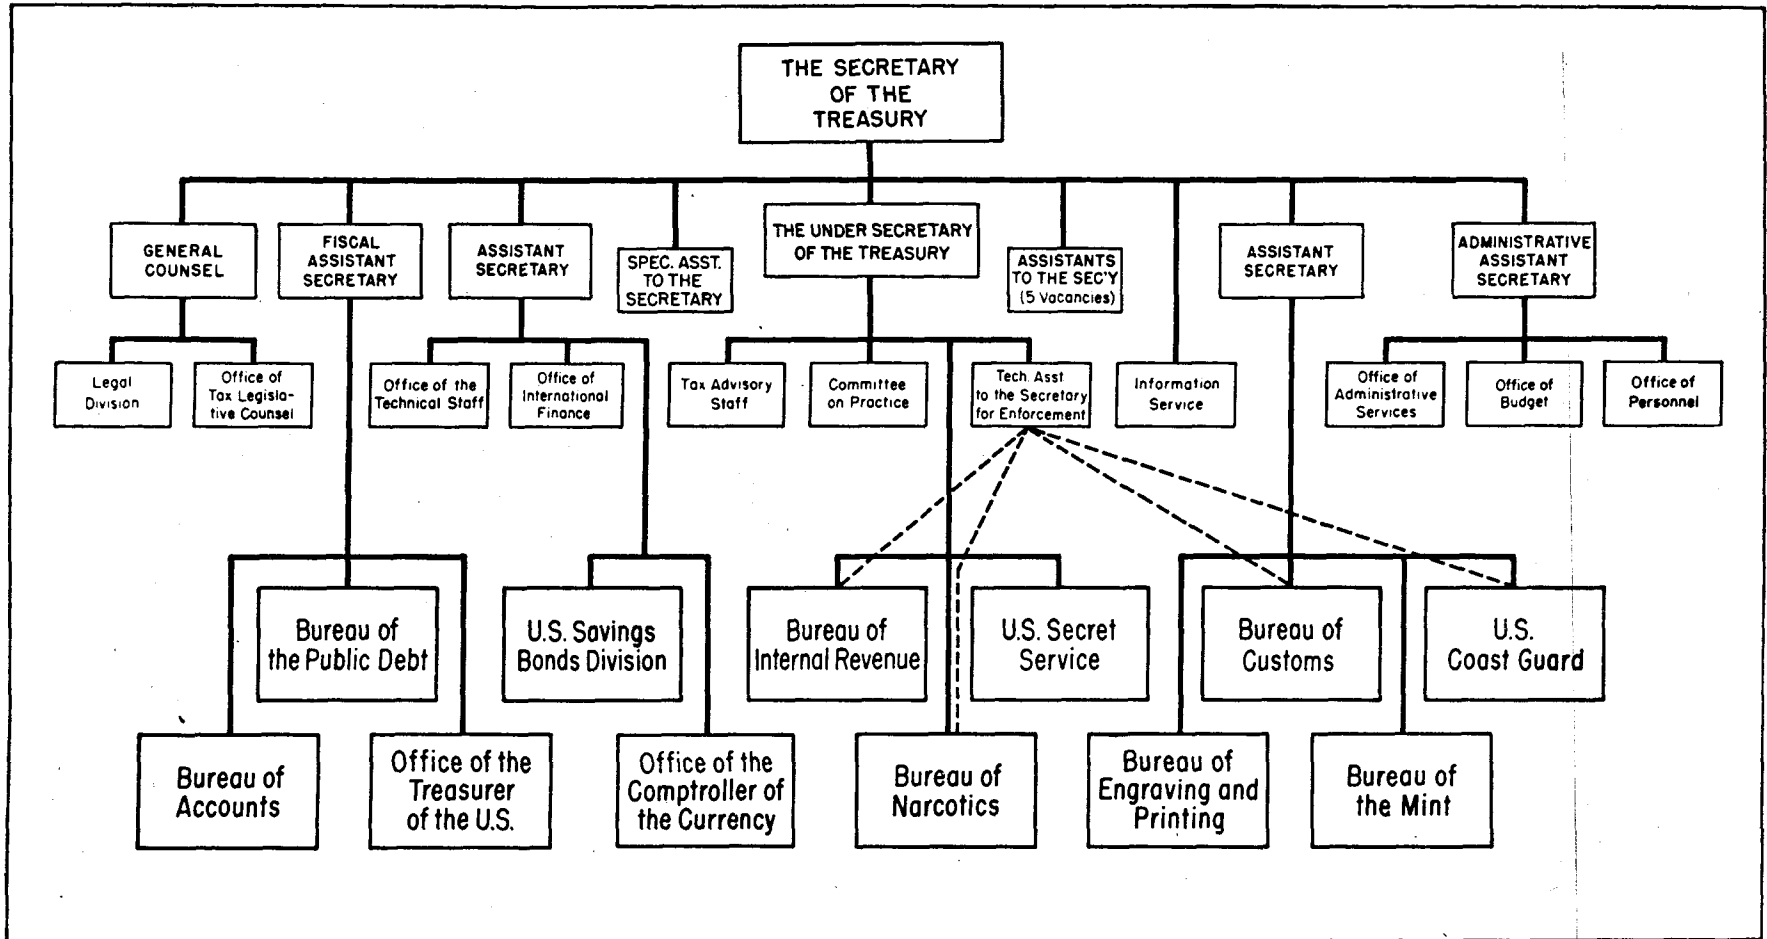 THE SECRETARY
OF THE
TREASURY
GENERAL
COUNSEL
FISCAL
ASSISTANT
SECRETARY
ASSISTANT
SECRETARY
SPEC. ASST.
TO THE
SECRETARY
THE UNDER SECRETARY
OF THE TREASURY
ASSISTANTS
TO THE SEC'Y
(5 Vacancies)
ASSISTANT
SECRETARY
ADMINISTRATIVE
ASSISTANT
SECRETARY
Legal
Division
Office of
Tax Legisla-
tive Counsel
Office of the
Technical Staff
Office of
International
Finance
Tax Advisory
Staff
Committee
on Practice
Tech. Asst
to the Secretary
for Enforcement
Information
Service
Office of
Administrative
Services
Office of
Budget
Office of
Personnel
Bureau of
the Public Debt
U.S. Savings
Bonds Division
Bureau of
Internal Revenue
U.S. Secret
Service
Bureau of
Customs
U.S.
Coast Guard
Bureau of
Accounts
Office of the
Treasurer
of the U.S.
Office of the
Comptroller of
the Currency
Bureau of
Narcotics
Bureau of
Engraving and
Printing
Bureau of
the Mint